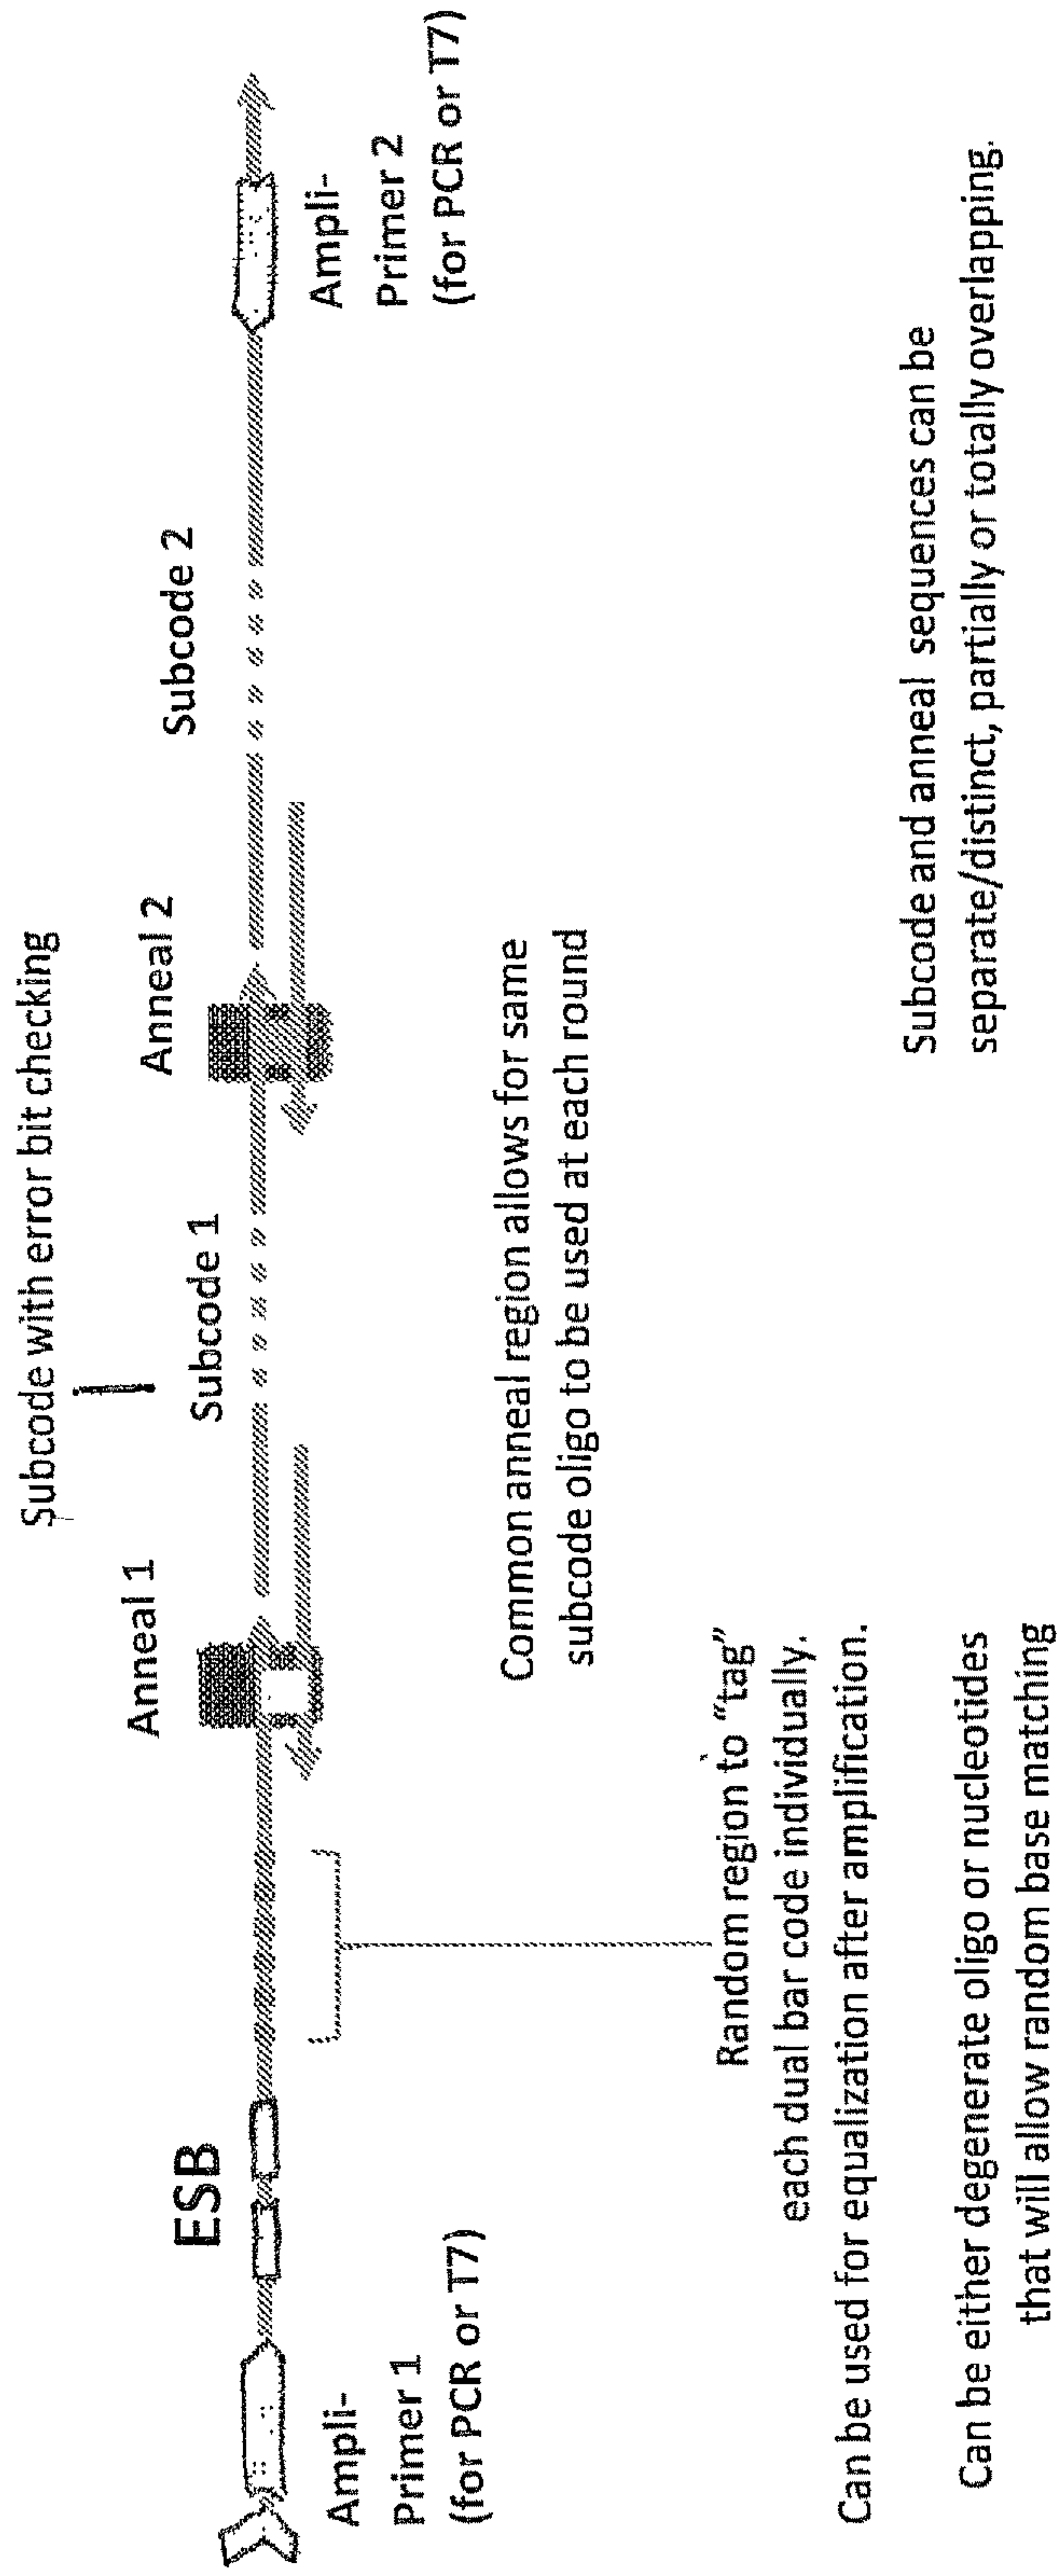 Subcode with error bit checking
Anneal 1
Anneal 2
Subcode 1
Subcode 2
ESB
Ampli-
Primer 1
(for PCR or T7)
Ampli-
Primer 2
(for PCR or T7)
Common anneal region allows for same
subcode oligo to be used at each round
Random region to “tag”
each dual bar code individually.
Can be used for equalization after amplification.
Can be either degenerate oligo or nucleotides
that will allow random base matching
Subcode and anneal sequences can be
separate/distinct, partially or totally overlapping.